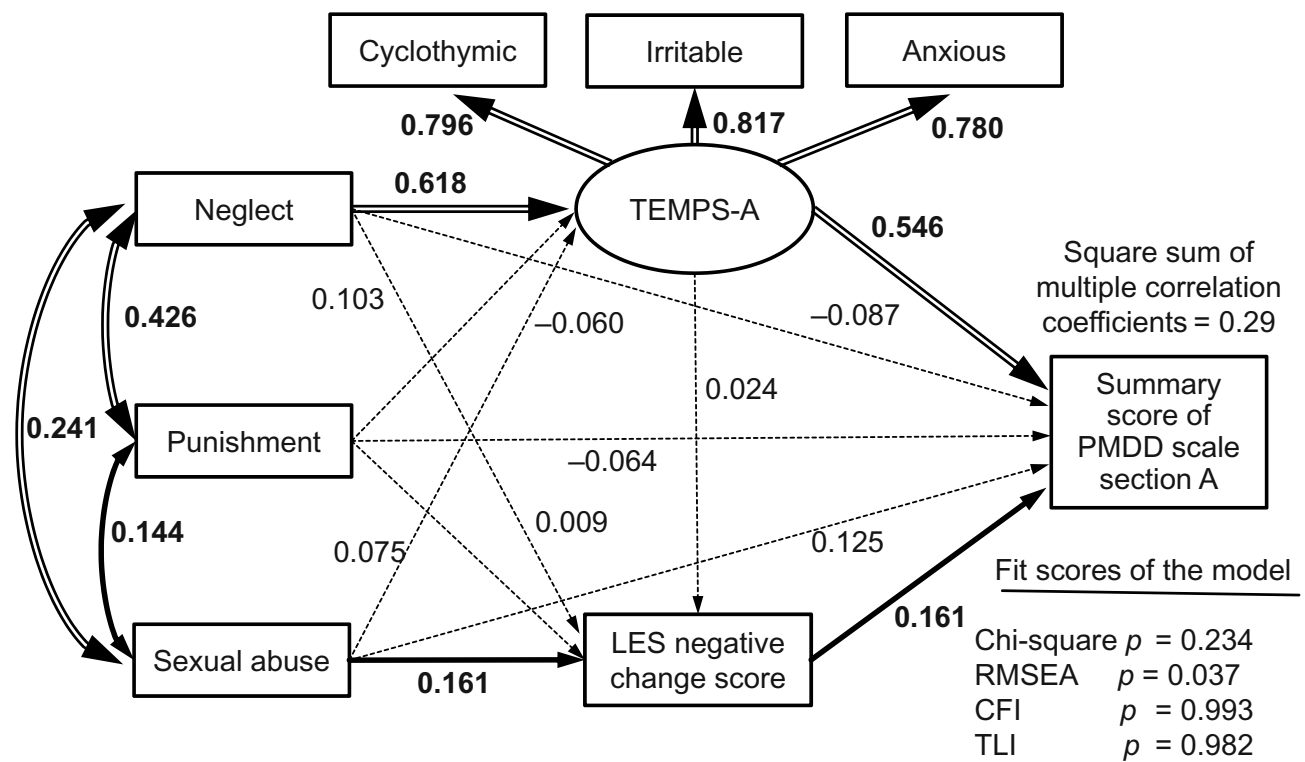 Cyclothymic
Irritable
Anxious
0.796
0.817
0.780
Neglect
0.618
TEMPS-A
0.546
Square sum of
multiple correlation
coefficients = 0.29
0.103
–0.060
–0.087
0.426
0.024
Summary
score of
PMDD scale
section A
0.241
Punishment
–0.064
0.144
0.075
0.009
0.125
Fit scores of the model
Sexual abuse
0.161
LES negative
change score
0.161
Chi-square p = 0.234
RMSEA p = 0.037
CFI p = 0.993
TLI p = 0.982